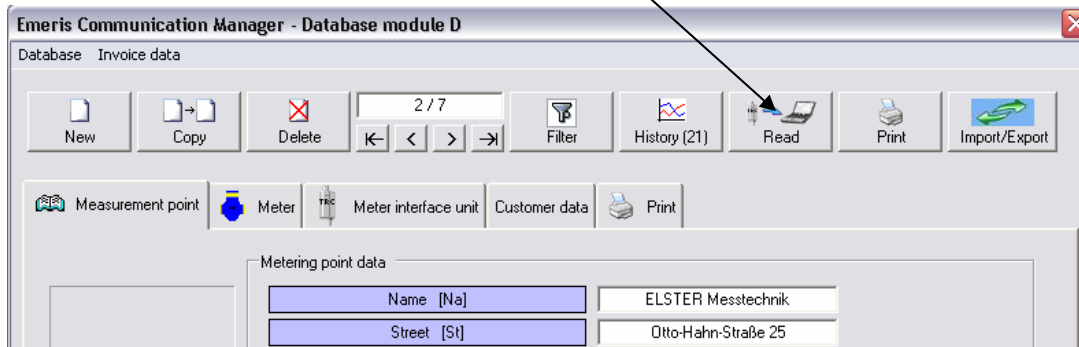 Emeris Communication Manager - Database module D
Database Invoice data
2 / 7
New Copy Delete Filter History (21) Read Print Import/Export
Measurement point Meter TRC Meter interface unit Customer data Print
Metering point data
Name [Na] ELSTER Messtechnik
Street [St] Otto-Hahn-Straße 25